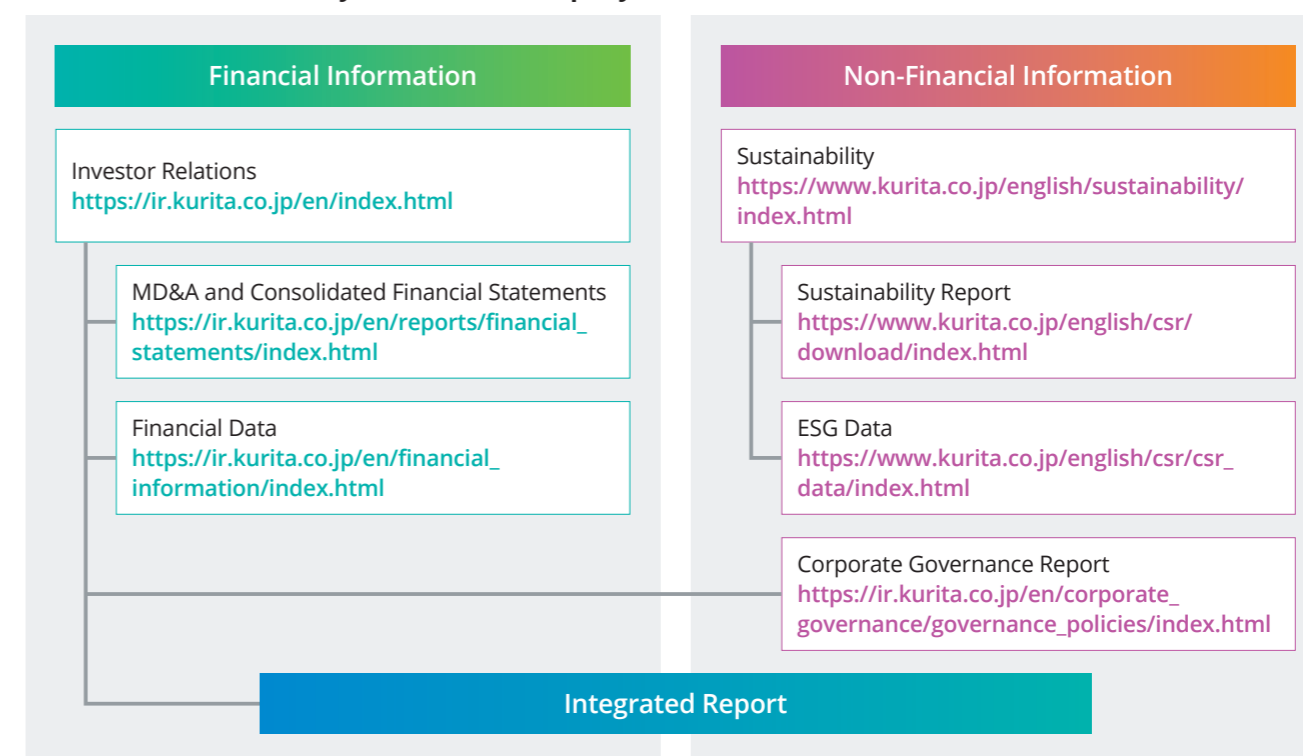 Financial Information
Investor Relations
https://ir.kurita.co.jp/en/index.html
MD&A and Consolidated Financial Statements
https://ir.kurita.co.jp/en/reports/financial_
statements/index.html
Financial Data
https://ir.kurita.co.jp/en/financial_
information/index.html
Non-Financial Information
Sustainability
https://www.kurita.co.jp/english/sustainability/
index.html
Sustainability Report
https://www.kurita.co.jp/english/csr/
download/index.html
ESG Data
https://www.kurita.co.jp/english/csr/csr_
data/index.html
Corporate Governance Report
https://ir.kurita.co.jp/en/corporate_
governance/governance_policies/index.html
Integrated Report